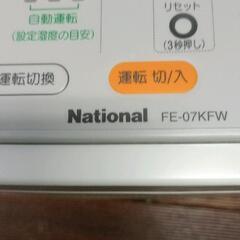 リセット
自動運転
(設定湿度の目安)
(3秒押し)
運転切換
運転 切/入
National FE-07KFW